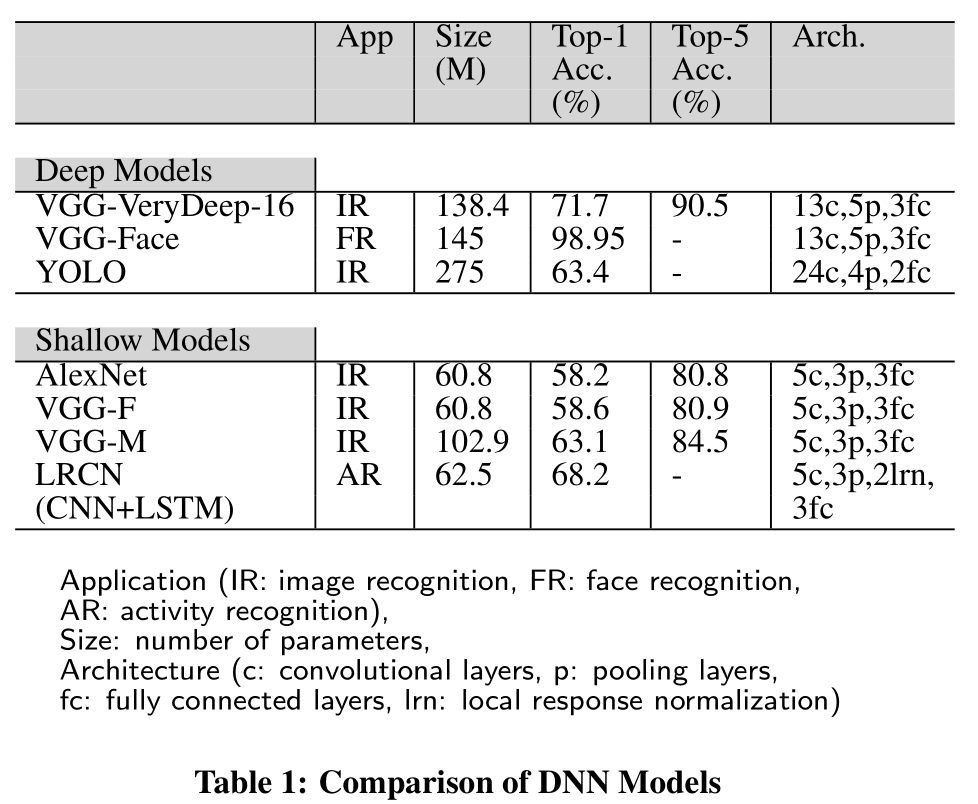 App Size Top-1 Top-5 Arch.
(M) Acc. Acc.
(%) (%)
Deep Models
VGG-VeryDeep-16 IR 138.4 71.7 90.5 13c,5p,3fc
VGG-Face FR 145 98.95 - 13c,5p,3fc
YOLO IR 275 63.4 - 24c,4p,2fc
Shallow Models
AlexNet IR 60.8 58.2 80.8 5c,3p,3fc
VGG-F IR 60.8 58.6 80.9 5c,3p,3fc
VGG-M IR 102.9 63.1 84.5 5c,3p,3fc
LRCN AR 62.5 68.2 - 5c,3p,2lrn,
(CNN+LSTM) 3fc
Application (IR: image recognition, FR: face recognition,
AR: activity recognition),
Size: number of parameters,
Architecture (c: convolutional layers, p: pooling layers,
fc: fully connected layers, lrn: local response normalization)
Table 1: Comparison of DNN Models